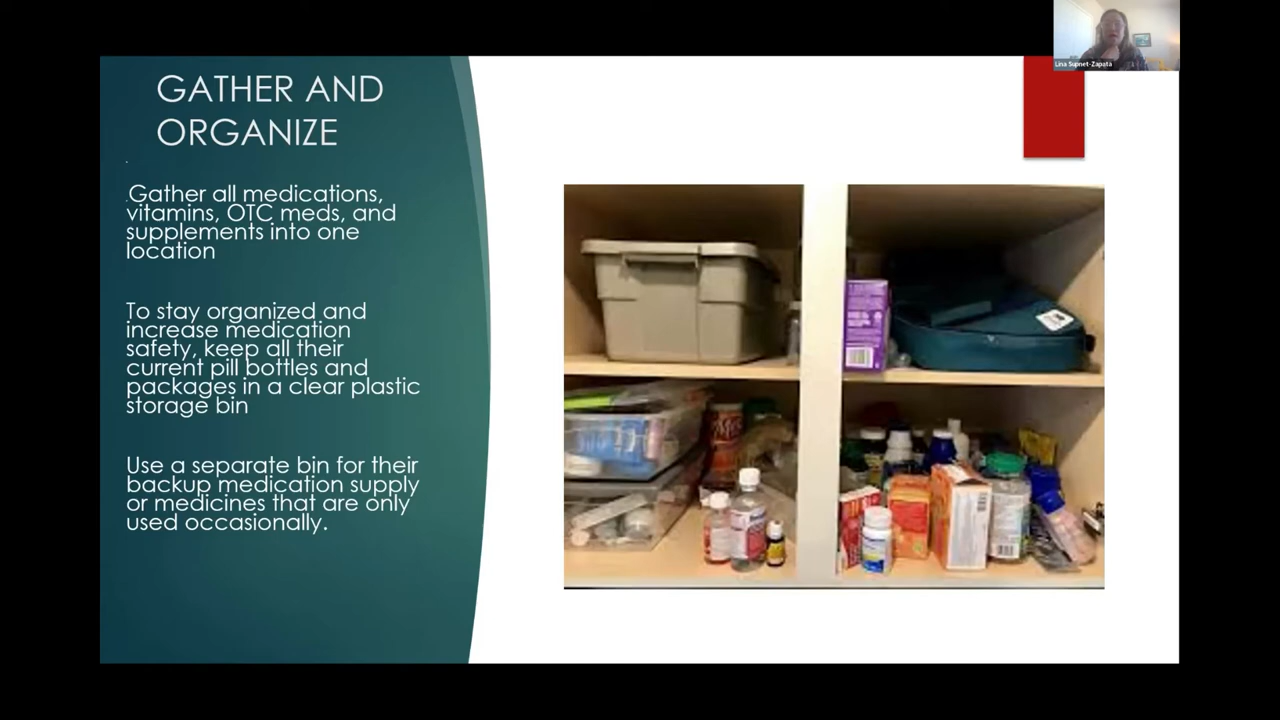 Lina Supnet-Zapata
GATHER AND
ORGANIZE
.Gather all medications,
vitamins, OTC meds, and
supplements into one
location
To stay organized and
increase medication
safety, keep all their
current pill bottles and
packages in a clear plastic
storage bin
Use a separate bin for their
backup medication supply
or medicines that are only
used occasionally.